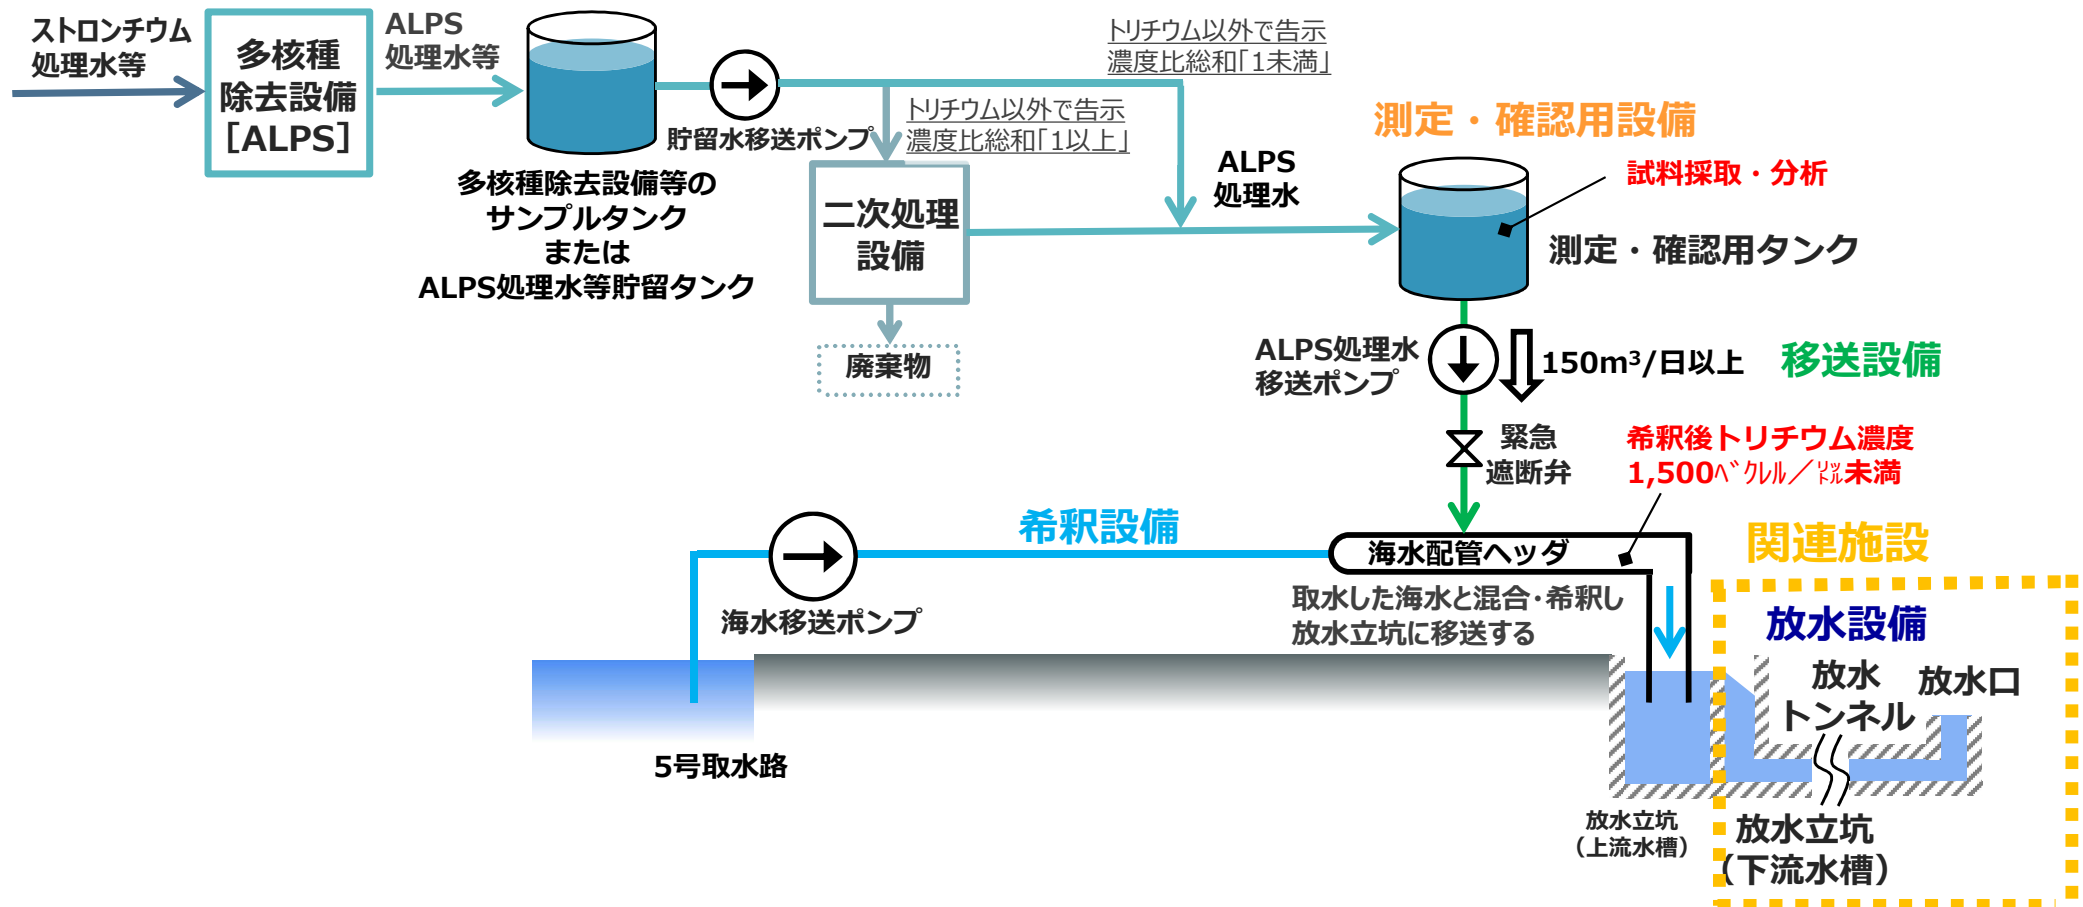 ストロンチウム
処理水等
多核種
除去設備
［ALPS］
ALPS
処理水等
貯留水移送ポンプ
多核種除去設備等の
サンプルタンク
または
ALPS処理水等貯留タンク
トリチウム以外で告示
濃度比総和「1以上」
トリチウム以外で告示
濃度比総和「1未満」
二次処理
設備
廃棄物
ALPS
処理水
測定・確認用設備
試料採取・分析
測定・確認用タンク
ALPS処理水
移送ポンプ
150m³/日以上
移送設備
緊急
遮断弁
希釈後トリチウム濃度
1,500ﾍﾞｸﾚﾙ／㍑未満
希釈設備
海水配管ヘッダ
関連施設
海水移送ポンプ
取水した海水と混合・希釈し
放水立坑に移送する
放水設備
放水
トンネル
放水口
5号取水路
放水立坑
（上流水槽）
放水立坑
（下流水槽）